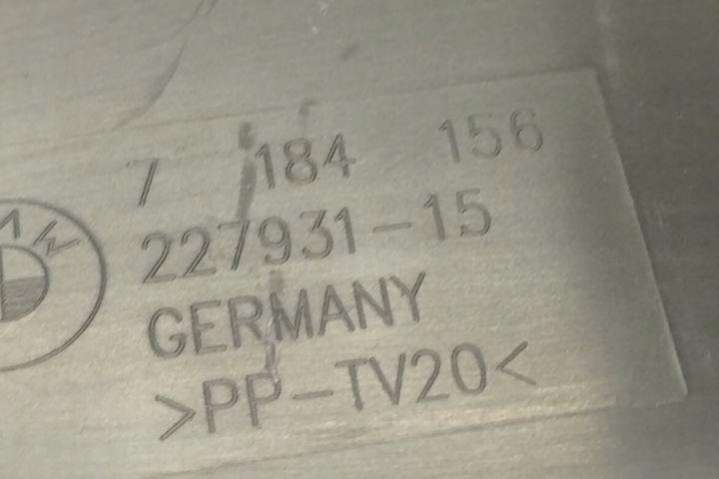 7 184 156
227931-15
GERMANY
>PP-TV20<